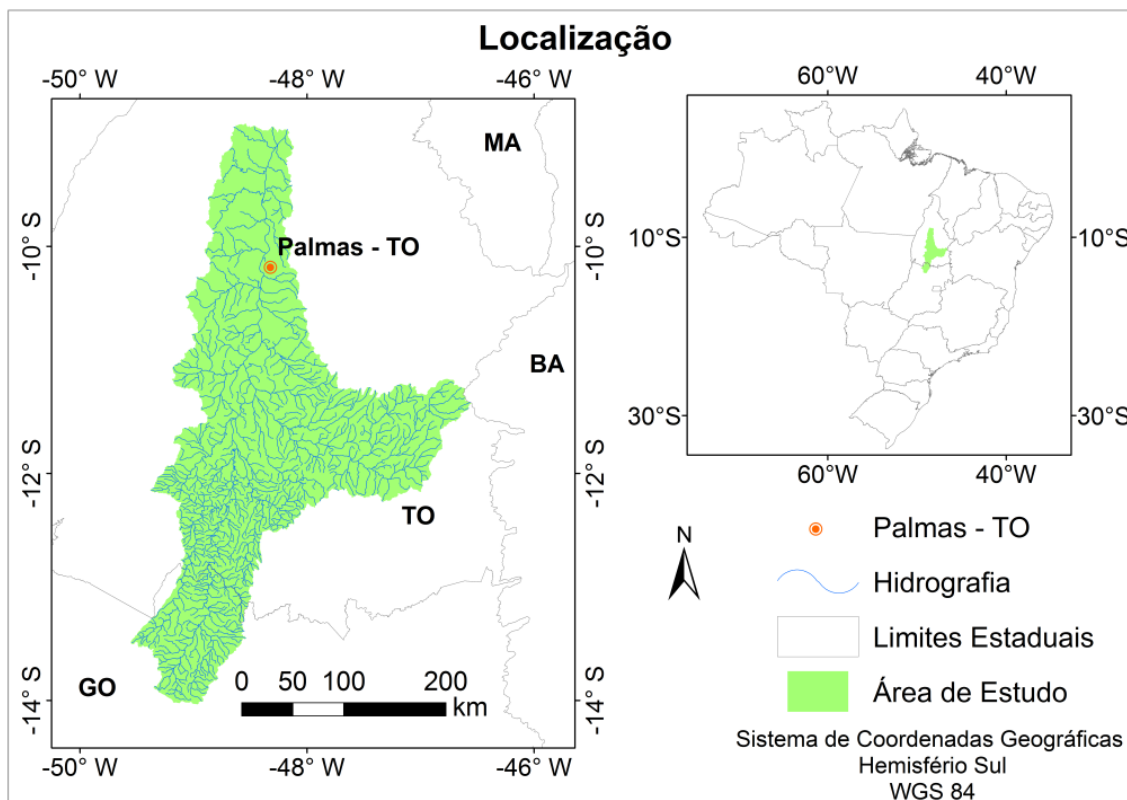 Localização
-50° W -48° W -46° W
MA
-10° S
Palmas - TO
BA
-12° S
TO
GO
0 50 100 200
km
-14° S
-10° S
-12° S
-14° S
-50° W -48° W -46° W
60°W 40°W
10°S 10°S
30°S 30°S
60°W 40°W
N
Palmas - TO
Hidrografia
Limites Estaduais
Área de Estudo
Sistema de Coordenadas Geográficas
Hemisfério Sul
WGS 84